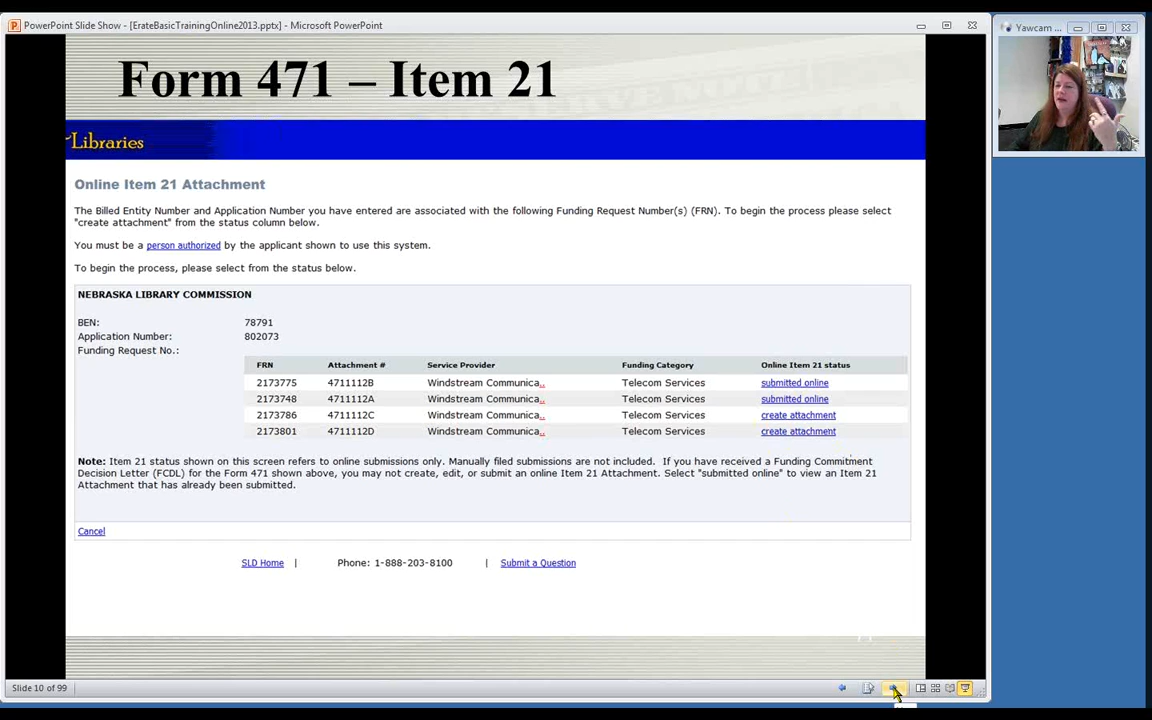 PowerPoint Slide Show - [ErateBasicTrainingOnline2013.pptx] - Microsoft PowerPoint
Yawcam ...
Form 471 – Item 21
Libraries
Online Item 21 Attachment
The Billed Entity Number and Application Number you have entered are associated with the following Funding Request Number(s) (FRN). To begin the process please select
"create attachment" from the status column below.
You must be a person authorized by the applicant shown to use this system.
To begin the process, please select from the status below.
NEBRASKA LIBRARY COMMISSION
BEN: 78791
Application Number: 802073
Funding Request No.:
FRN Attachment # Service Provider Funding Category Online Item 21 status
2173775 4711112B Windstream Communica.. Telecom Services submitted online
2173748 4711112A Windstream Communica.. Telecom Services submitted online
2173786 4711112C Windstream Communica.. Telecom Services create attachment
2173801 4711112D Windstream Communica.. Telecom Services create attachment
Note: Item 21 status shown on this screen refers to online submissions only. Manually filed submissions are not included. If you have received a Funding Commitment
Decision Letter (FCDL) for the Form 471 shown above, you may not create, edit, or submit an online Item 21 Attachment. Select "submitted online" to view an Item 21
Attachment that has already been submitted.
Cancel
SLD Home | Phone: 1-888-203-8100 | Submit a Question
Slide 10 of 99